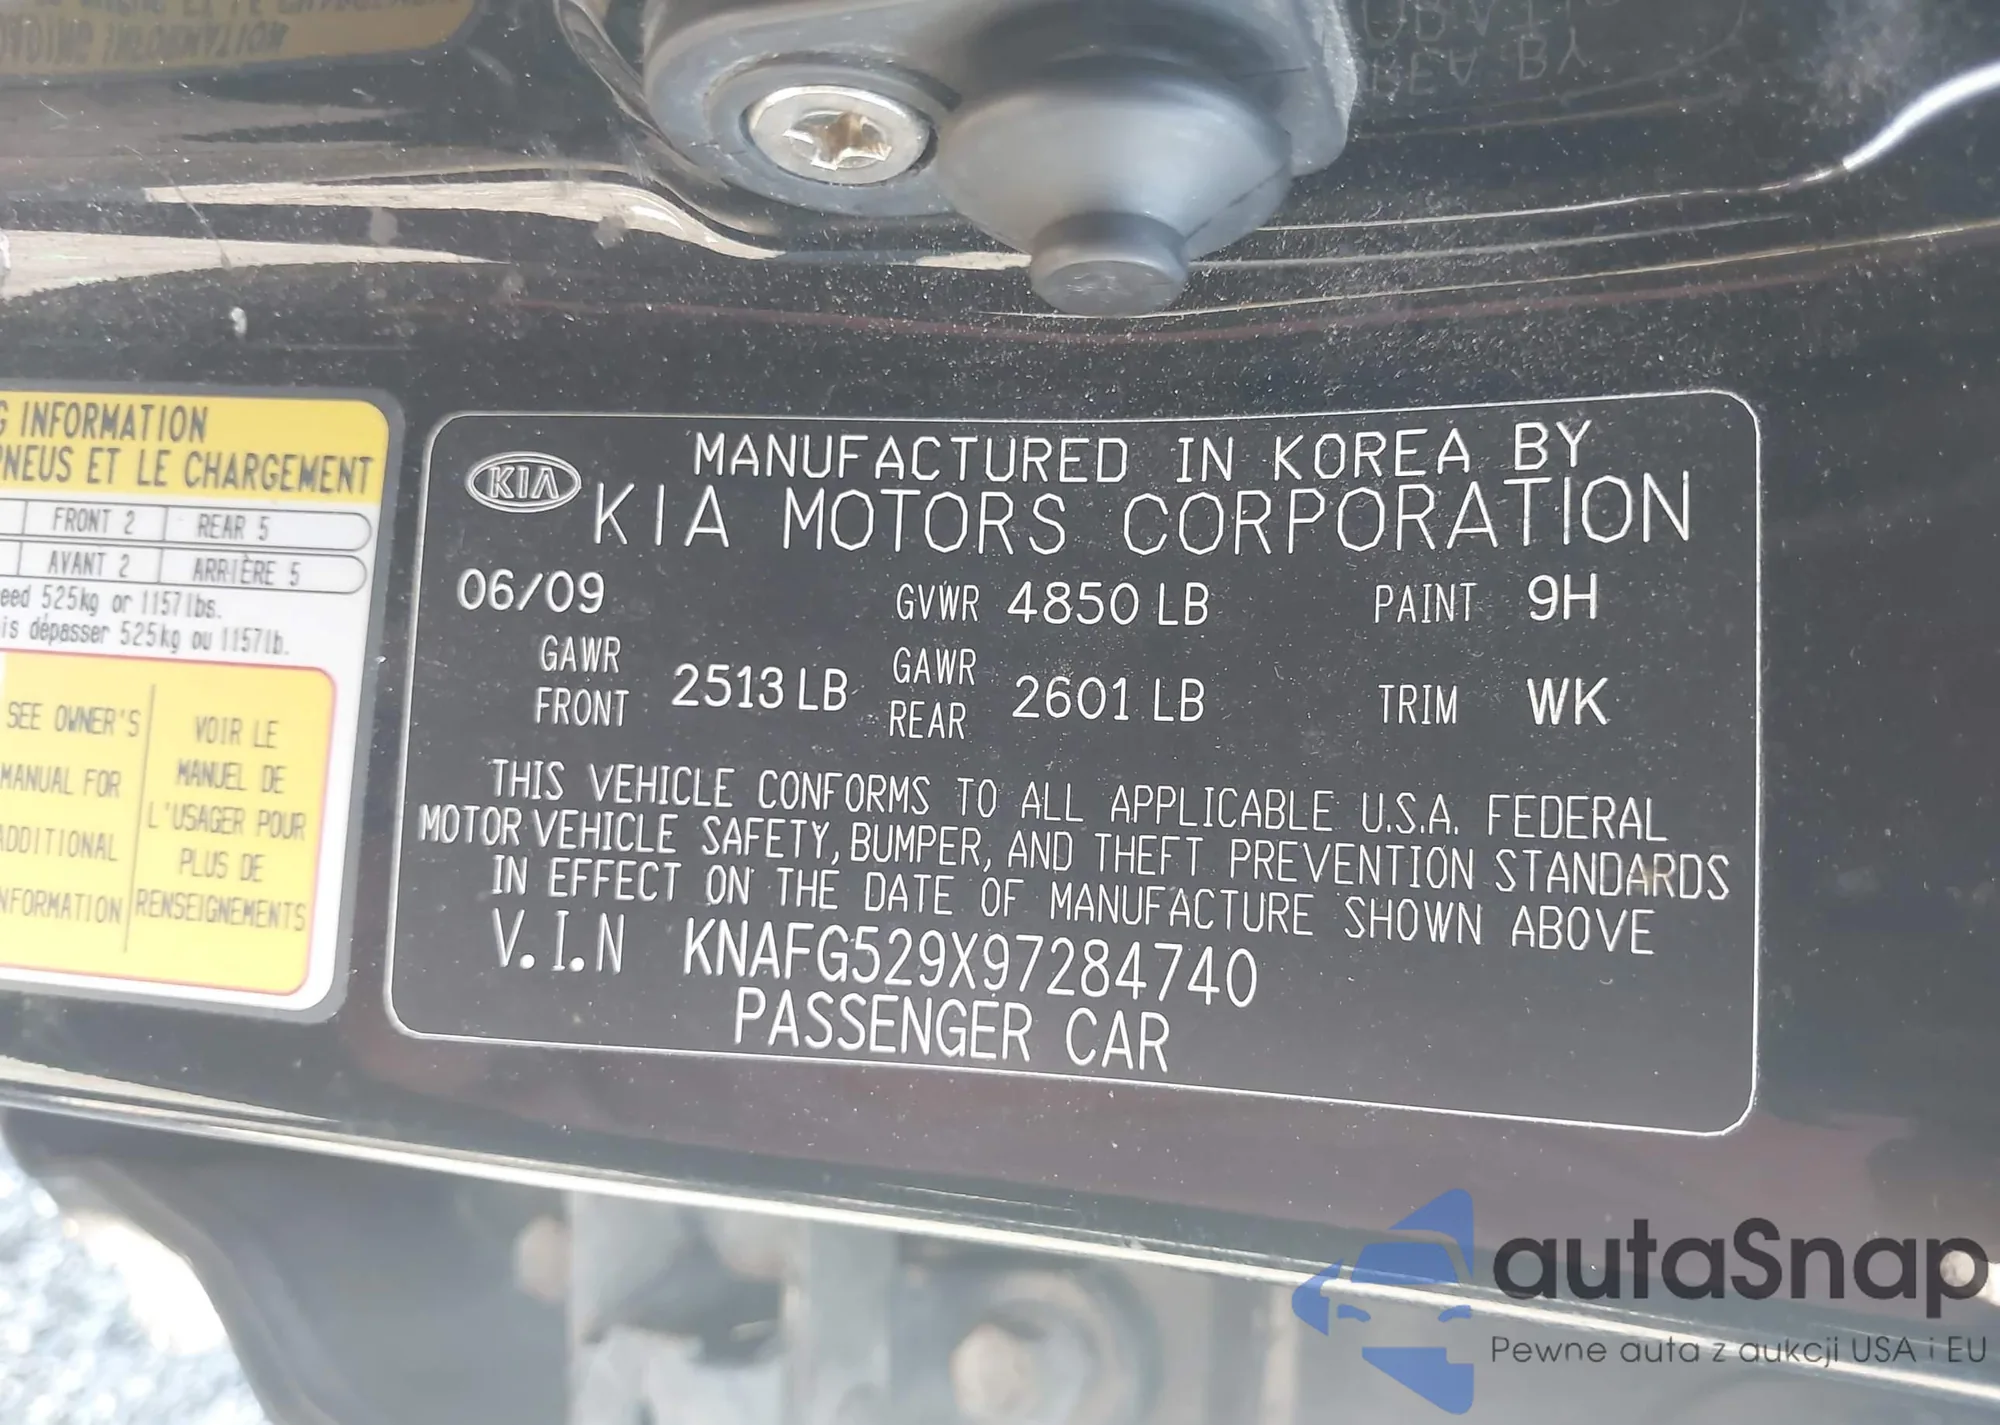 INFORMATION
PNEUS ET LE CHARGEMENT
FRONT 2 REAR 5
AVANT 2 ARRIÈRE 5
525kg or 1157lbs.
dépasser 525kg ou 1157lb.
SEE OWNER'S
MANUAL FOR
ADDITIONAL
INFORMATION
VOIR LE
MANUEL DE
L'USAGER POUR
PLUS DE
RENSEIGNEMENTS
MANUFACTURED IN KOREA BY
KIA KIA MOTORS CORPORATION
06/09 GVWR 4850 LB PAINT 9H
GAWR FRONT 2513 LB GAWR REAR 2601 LB TRIM WK
THIS VEHICLE CONFORMS TO ALL APPLICABLE U.S.A. FEDERAL
MOTOR VEHICLE SAFETY, BUMPER, AND THEFT PREVENTION STANDARDS
IN EFFECT ON THE DATE OF MANUFACTURE SHOWN ABOVE
V.I.N KNAFG529X97284740
PASSENGER CAR
autaSnap
Pewne auta z aukcji USA i EU